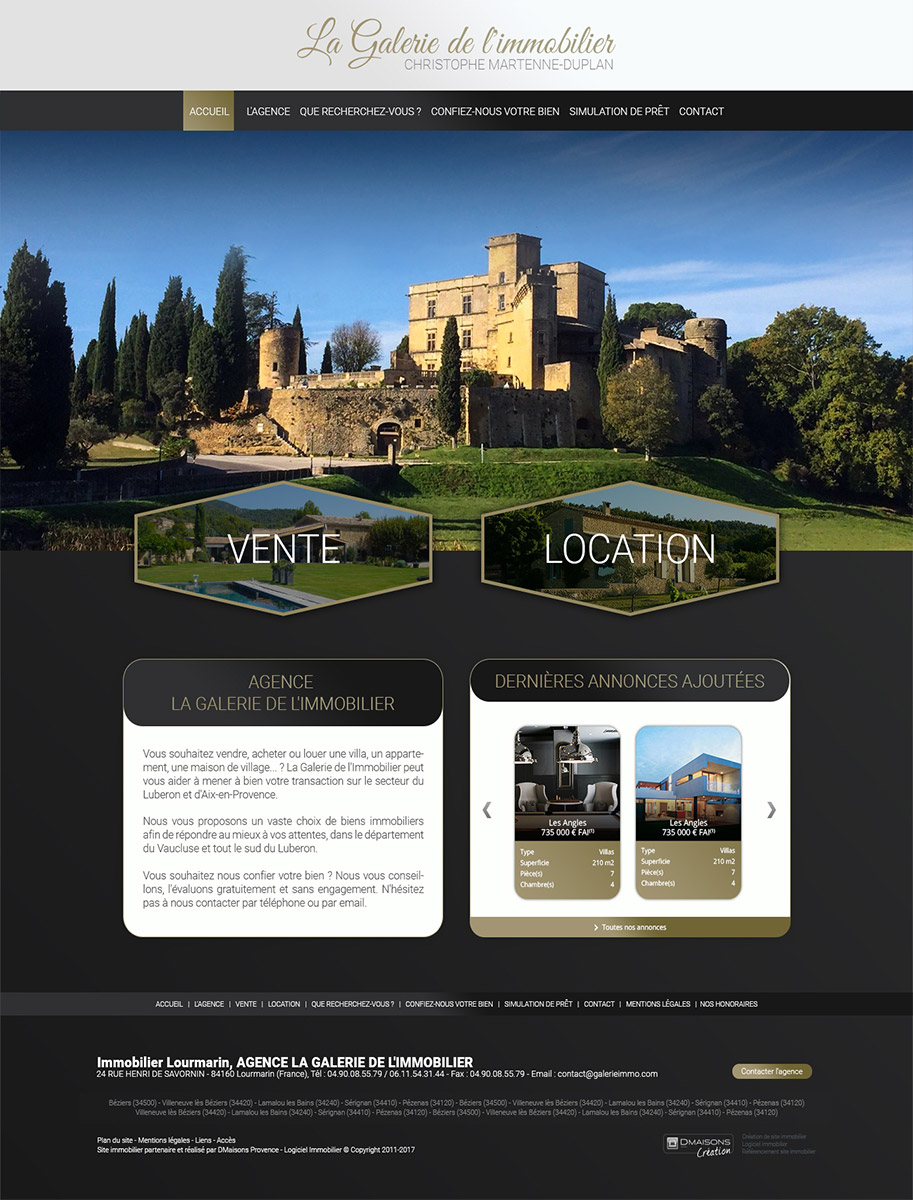 La Galerie de l'immobilier
CHRISTOPHE MARTENNE-DUPLAN
ACCUEIL L'AGENCE QUE RECHERCHEZ-VOUS ? CONFIEZ-NOUS VOTRE BIEN SIMULATION DE PRÊT CONTACT
VENTE
LOCATION
AGENCE
LA GALERIE DE L'IMMOBILIER
Vous souhaitez vendre, acheter ou louer une villa, un apparte-
ment, une maison de village... ? La Galerie de l'Immobilier peut
vous aider à mener à bien votre transaction sur le secteur du
Luberon et d'Aix-en-Provence.
Nous vous proposons un vaste choix de biens immobiliers
afin de répondre au mieux à vos attentes, dans le département
du Vaucluse et tout le sud du Luberon.
Vous souhaitez nous confier votre bien ? Nous vous conseil-
lons, l'évaluons gratuitement et sans engagement. N'hésitez
pas à nous contacter par téléphone ou par email.
DERNIÈRES ANNONCES AJOUTÉES
Les Angles
735 000 € FAI(1)
Type Villas
Superficie 210 m2
Pièce(s) 7
Chambre(s) 4
Les Angles
735 000 € FAI(1)
Type Villas
Superficie 210 m2
Pièce(s) 7
Chambre(s) 4
Toutes nos annonces
ACCUEIL | L'AGENCE | VENTE | LOCATION | QUE RECHERCHEZ-VOUS ? | CONFIEZ-NOUS VOTRE BIEN | SIMULATION DE PRÊT | CONTACT | MENTIONS LÉGALES | NOS HONORAIRES
Immobilier Lourmarin, AGENCE LA GALERIE DE L'IMMOBILIER
24 RUE HENRI DE SAVORNIN - 84160 Lourmarin (France), Tél : 04.90.08.55.79 / 06.11.54.31.44 - Fax : 04.90.08.55.79 - Email : contact@galerieimmo.com
Contacter l'agence
Béziers (34500) - Villeneuve lès Béziers (34420) - Lamalou les Bains (34240) - Sérignan (34410) - Pézenas (34120) - Béziers (34500) - Villeneuve lès Béziers (34420) - Lamalou les Bains (34240) - Sérignan (34410) - Pézenas (34120)
Villeneuve lès Béziers (34420) - Lamalou les Bains (34240) - Sérignan (34410) - Pézenas (34120) - Béziers (34500) - Villeneuve lès Béziers (34420) - Lamalou les Bains (34240) - Sérignan (34410) - Pézenas (34120)
Plan du site - Mentions légales - Liens - Accès
Site immobilier partenaire et réalisé par DMaisons Provence - Logiciel Immobilier © Copyright 2011-2017
DMAISONS
Création
Création de site immobilier
Logiciel immobilier
Référencement site immobilier